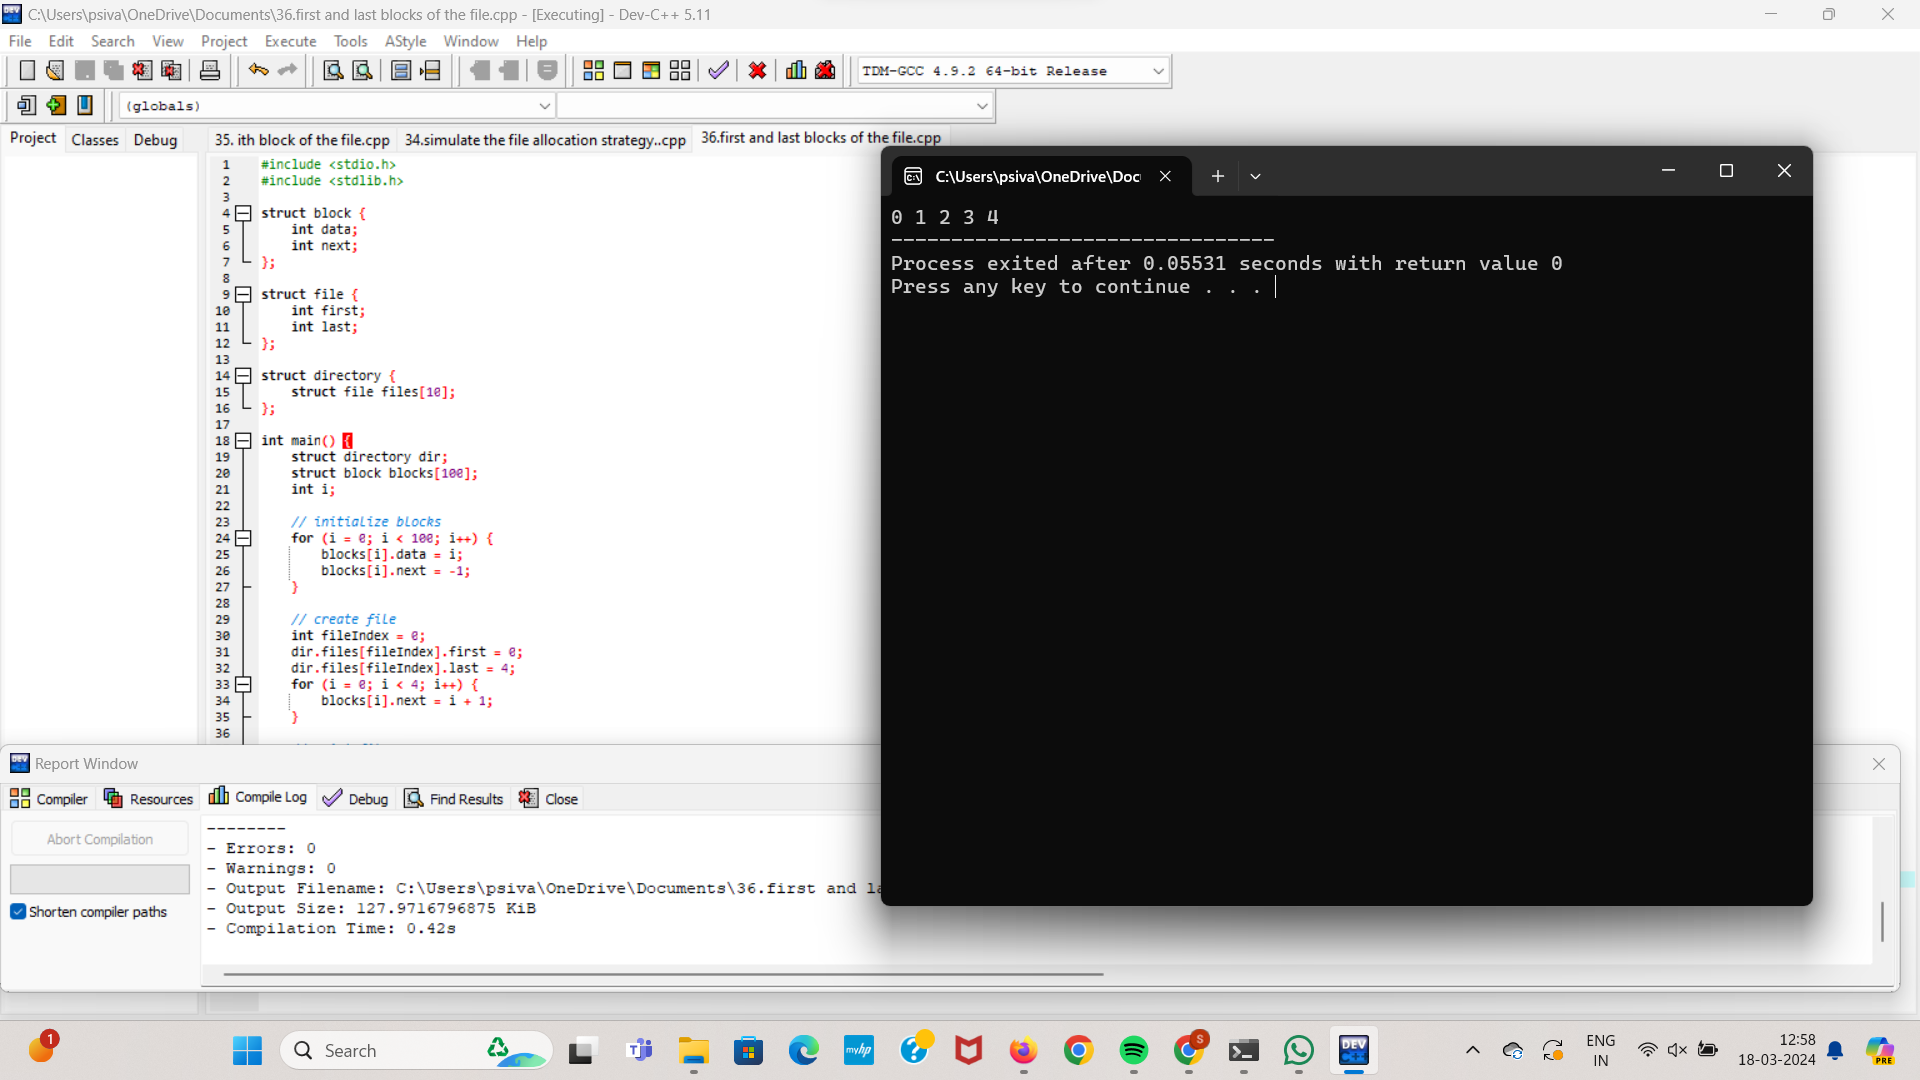 C:\Users\psiva\OneDrive\Documents\36.first and last blocks of the file.cpp - [Executing] - Dev-C++ 5.11
File Edit Search View Project Execute Tools AStyle Window Help
TDM-GCC 4.9.2 64-bit Release
(globals)
Project Classes Debug
35. ith block of the file.cpp 34.simulate the file allocation strategy..cpp 36.first and last blocks of the file.cpp
1 #include <stdio.h>
2 #include <stdlib.h>
3
4 struct block {
5 int data;
6 int next;
7 };
8
9 struct file {
10 int first;
11 int last;
12 };
13
14 struct directory {
15 struct file files[10];
16 };
17
18 int main() {
19 struct directory dir;
20 struct block blocks[100];
21 int i;
22
23 // initialize blocks
24 for (i = 0; i < 100; i++) {
25 blocks[i].data = i;
26 blocks[i].next = -1;
27 }
28
29 // create file
30 int fileIndex = 0;
31 dir.files[fileIndex].first = 0;
32 dir.files[fileIndex].last = 4;
33 for (i = 0; i < 4; i++) {
34 blocks[i].next = i + 1;
35 }
36
C:\Users\psiva\OneDrive\Doc
0 1 2 3 4
--------------------------------
Process exited after 0.05531 seconds with return value 0
Press any key to continue . . .
Report Window
Compiler Resources Compile Log Debug Find Results Close
Abort Compilation
Shorten compiler paths
--------
- Errors: 0
- Warnings: 0
- Output Filename: C:\Users\psiva\OneDrive\Documents\36.first and la
- Output Size: 127.9716796875 KiB
- Compilation Time: 0.42s
1
Search
myhp
S
DEV
ENG
IN
12:58
18-03-2024
PRE